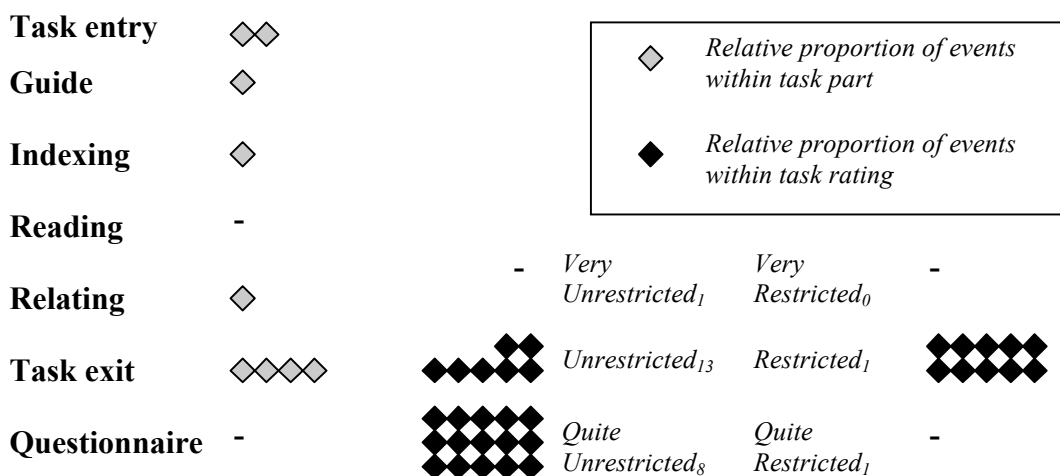 Task entry
Relative proportion of events
within task part
Guide
Indexing
Relative proportion of events
within task rating
Reading -
- Very Unrestricted₁ Very Restricted₀ -
Relating
Task exit
Unrestricted₁₃ Restricted₁
Questionnaire -
Quite Unrestricted₈ Quite Restricted₁ -